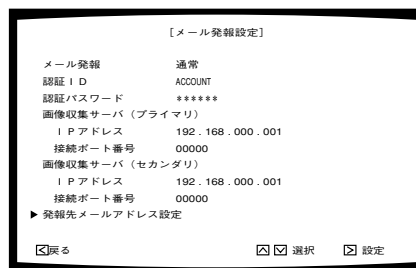 [メール発報設定]
メール発報 通常
認証ＩＤ ACCOUNT
認証パスワード ******
画像収集サーバ（プライマリ）
ＩＰアドレス 192．168．000．001
接続ポート番号 00000
画像収集サーバ（セカンダリ）
ＩＰアドレス 192．168．000．001
接続ポート番号 00000
▶ 発報先メールアドレス設定
戻る 選択 設定